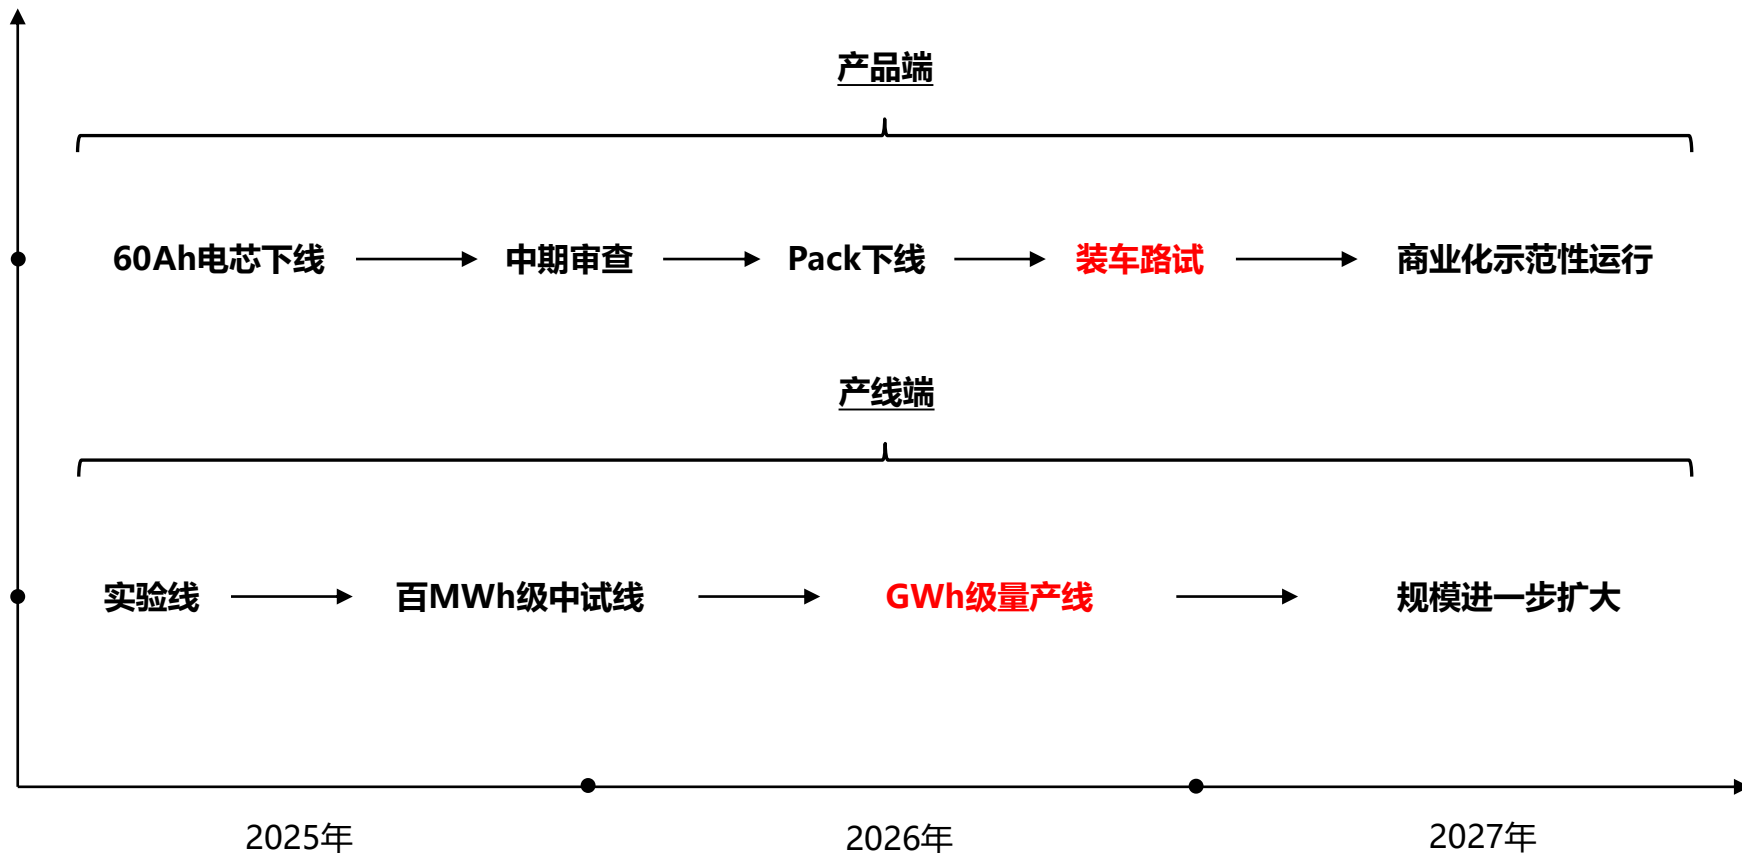 产品端
60Ah电芯下线 中期审查 Pack下线 装车路试 商业化示范性运行
产线端
实验线 百MWh级中试线 GWh级量产线 规模进一步扩大
2025年 2026年 2027年